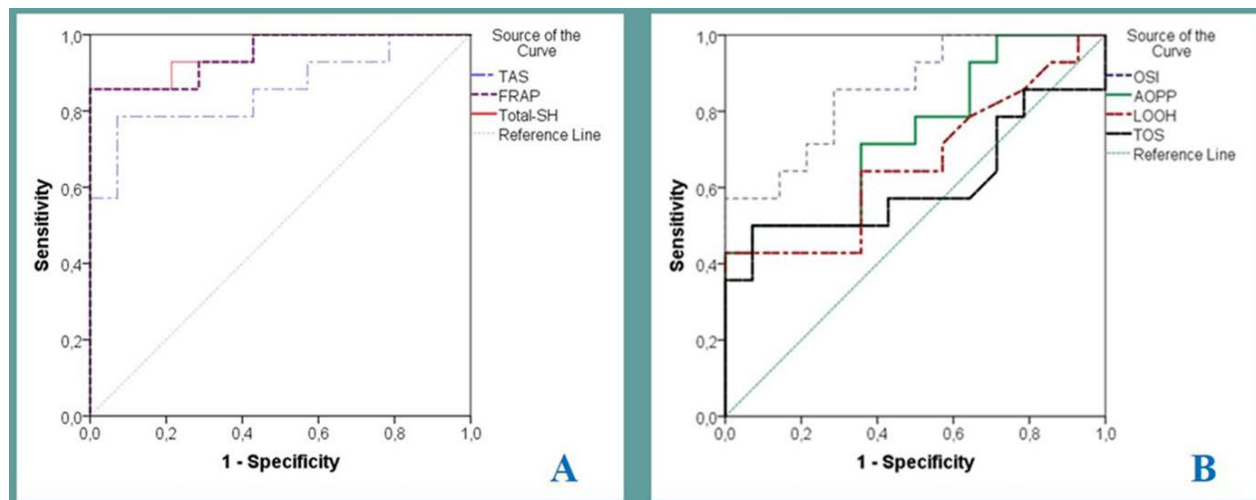 Source of the
Curve
TAS
FRAP
Total-SH
Reference Line
1,0
0,8
0,6
0,4
0,2
0,0
Sensitivity
0,0 0,2 0,4 0,6 0,8 1,0
1 - Specificity
A
Source of the
Curve
OSI
AOPP
LOOH
TOS
Reference Line
1,0
0,8
0,6
0,4
0,2
0,0
Sensitivity
0,0 0,2 0,4 0,6 0,8 1,0
1 - Specificity
B